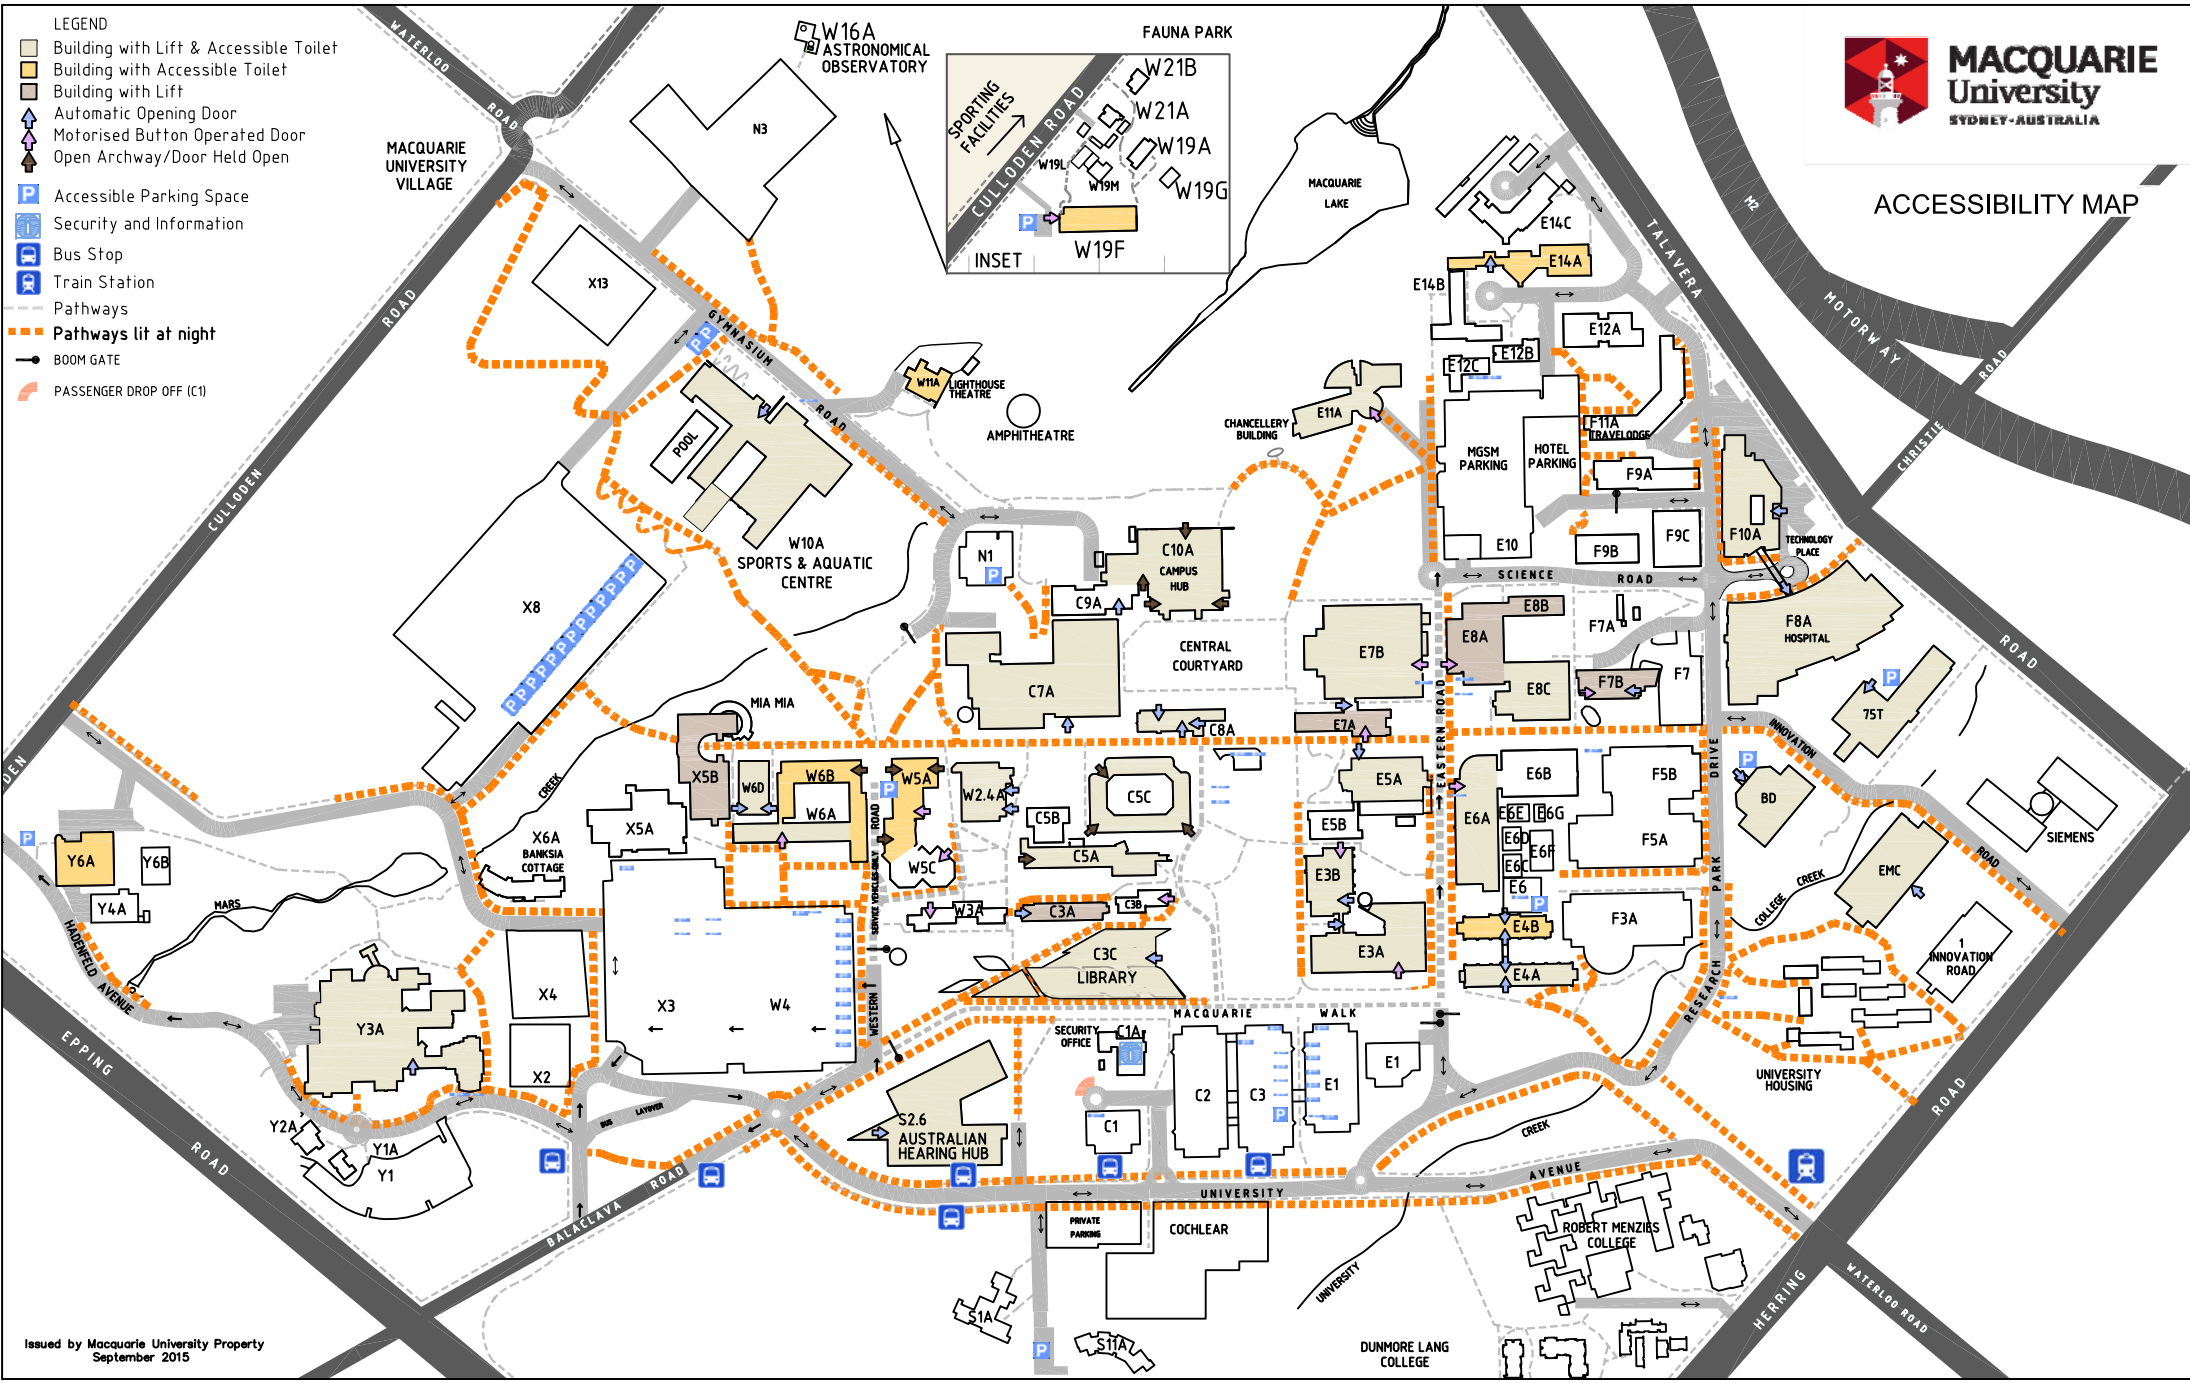 LEGEND
Building with Lift & Accessible Toilet
Building with Accessible Toilet
Building with Lift
Automatic Opening Door
Motorised Button Operated Door
Open Archway/Door Held Open
P Accessible Parking Space
Security and Information
Bus Stop
Train Station
Pathways
Pathways lit at night
BOOM GATE
PASSENGER DROP OFF (C1)
MACQUARIE
University
SYDNEY-AUSTRALIA
ACCESSIBILITY MAP
WATERLOO
ROAD
MACQUARIE
UNIVERSITY
VILLAGE
W16A
ASTRONOMICAL
OBSERVATORY
N3
FAUNA PARK
SPORTING
FACILITIES
CULLODEN ROAD
W21B
W21A
W19A
W19L
W19M
W19G
P
W19F
INSET
MACQUARIE
LAKE
E14C
E14A
E14B
TALAVERA
M2
MOTORWAY
ROAD
CHRISTIE
X13
ROAD
CULLODEN
P P
GYMNASIUM
ROAD
W11A
LIGHTHOUSE
THEATRE
AMPHITHEATRE
E12A
E12B
E12C
E11A
CHANCELLERY
BUILDING
MGSM
PARKING
HOTEL
PARKING
F11A
TRAVELODGE
F9A
POOL
W10A
SPORTS & AQUATIC
CENTRE
N1
P
C10A
CAMPUS
HUB
C9A
E10
F9B
F9C
F10A
TECHNOLOGY
PLACE
SCIENCE
ROAD
X8
P P P P P P P P P P P P
CENTRAL
COURTYARD
E7B
E8B
E8A
E8C
F7A
F7B
F7
F8A
HOSPITAL
ROAD
P
75T
C7A
C8A
E7A
EASTERN ROAD
MIA MIA
DRIVE
INNOVATION
DEN
CREEK
X5B
W6D
W6B
W6A
W5A
P
W2.4A
C5C
C5B
C5A
E5A
E5B
E6A
E6B
E6E
E6G
E6D
E6F
E6C
E6
P
F5B
F5A
P
BD
SIEMENS
ROAD
X5A
X6A
BANKSIA
COTTAGE
W5C
SERVICE VEHICLES ONLY
ROAD
E3B
P
Y6A
Y6B
Y4A
MARS
HADENFELD
AVENUE
W3A
C3A
C3B
C3C
LIBRARY
E3A
E4B
E4A
F3A
PARK
COLLEGE
CREEK
EMC
1
INNOVATION
ROAD
X4
X3
W4
WESTERN
RESEARCH
Y3A
X2
SECURITY
OFFICE
C1A
MACQUARIE
WALK
C2
C3
P
E1
E1
UNIVERSITY
HOUSING
EPPING
ROAD
Y2A
Y1A
Y1
BUS
LAYOVER
S2.6
AUSTRALIAN
HEARING HUB
C1
CREEK
ROAD
BALACLAVA
ROAD
UNIVERSITY
AVENUE
PRIVATE
PARKING
COCHLEAR
ROBERT MENZIES
COLLEGE
UNIVERSITY
WATERLOO ROAD
HERRING
S1A
P
S11A
DUNMORE LANG
COLLEGE
Issued by Macquarie University Property
September 2015